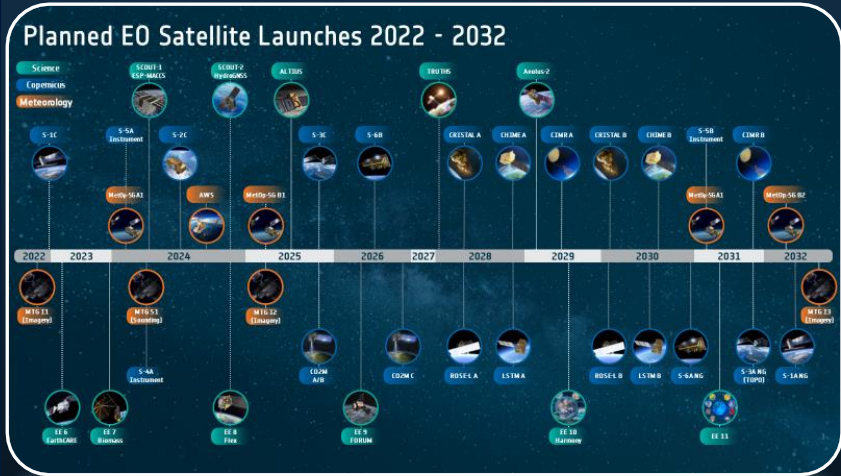 Planned EO Satellite Launches 2022 - 2032
Science
Copernicus
Meteorology
SCOUT-1
ESP-MACCS
SCOUT-2
HydroGNSS
ALTIUS
TRUTHS
Aeolus-2
S-1C
S-5A
Instrument
S-2C
S-3C
S-6B
CRISTAL A
CHIME A
CIMR A
CRISTAL B
CHIME B
S-5B
Instrument
CIMR B
MetOp-SG A1
AWS
MetOp-SG B1
MetOp-SG A1
MetOp-SG B2
2022
2023
2024
2025
2026
2027
2028
2029
2030
2031
2032
MTG I1
(Imagery)
MTG S1
(Sounding)
MTG I2
(Imagery)
MTG I3
(Imagery)
S-4A
Instrument
CO2M
A/B
CO2M C
ROSE-L A
LSTM A
ROSE-L B
LSTM B
S-6A NG
S-3A NG
(TOPO)
S-1A NG
EE 6
EarthCARE
EE 7
Biomass
EE 8
Flex
EE 9
FORUM
EE 10
Harmony
EE 11